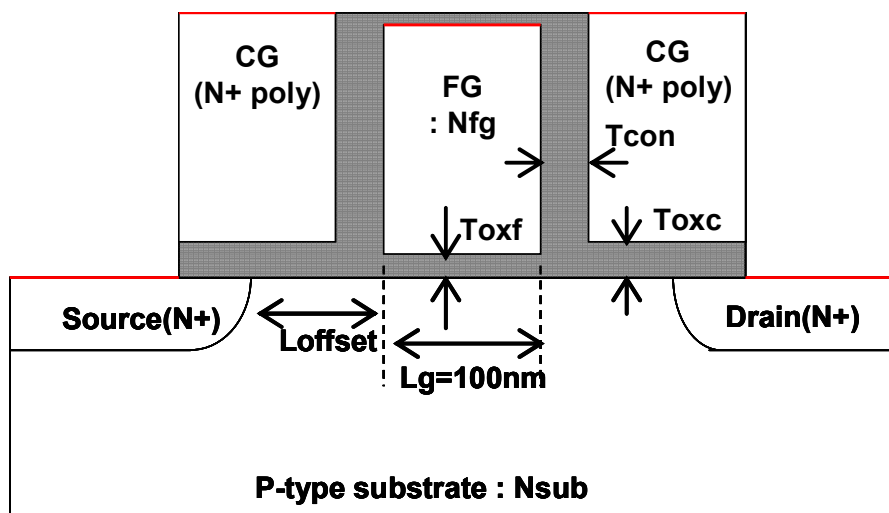 CG
(N+ poly)
FG
: Nfg
CG
(N+ poly)
Tcon
Toxf
Toxc
Source(N+)
Loffset
Lg=100nm
Drain(N+)
P-type substrate : Nsub